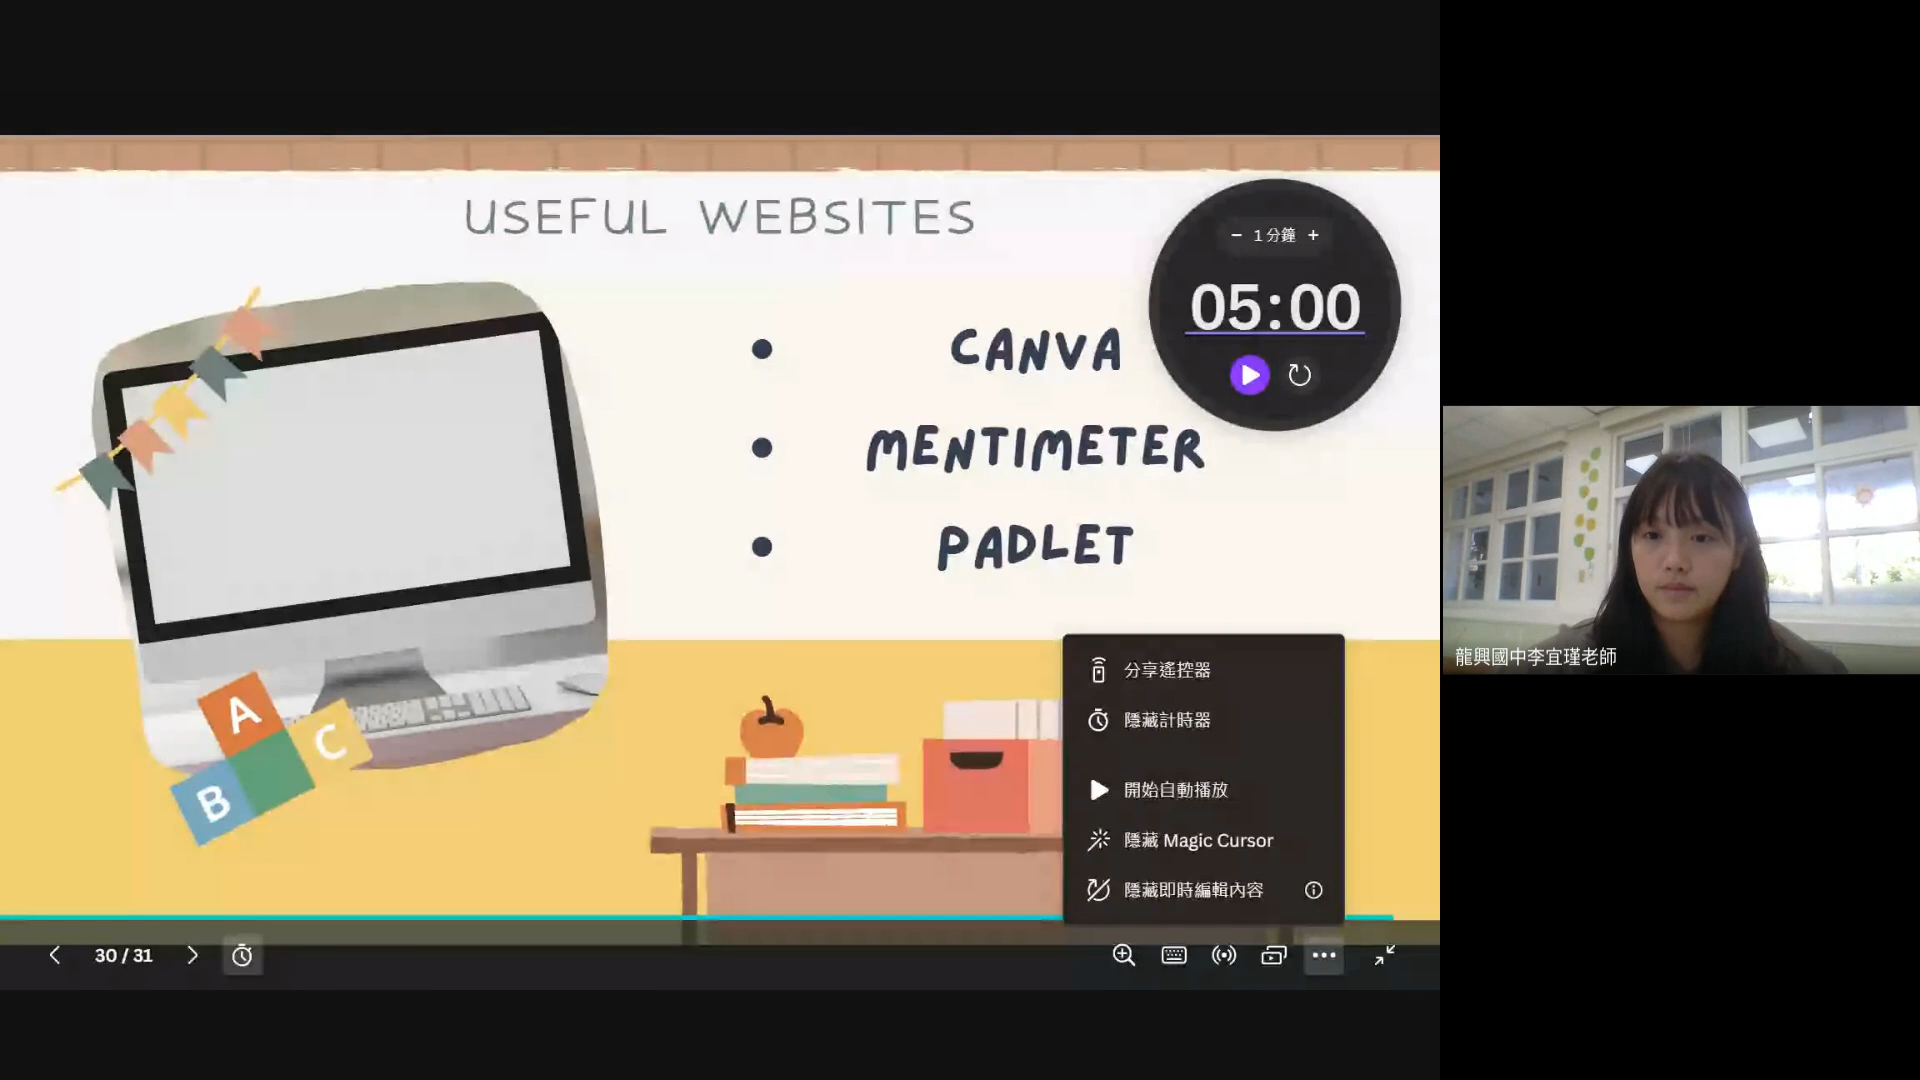 USEFUL WEBSITES
1 分鐘
05:00
CANVA
MENTIMETER
PADLET
A
B
C
分享遙控器
隱藏計時器
開始自動播放
隱藏 Magic Cursor
隱藏即時編輯內容
30 / 31
龍興國中李宜瑾老師